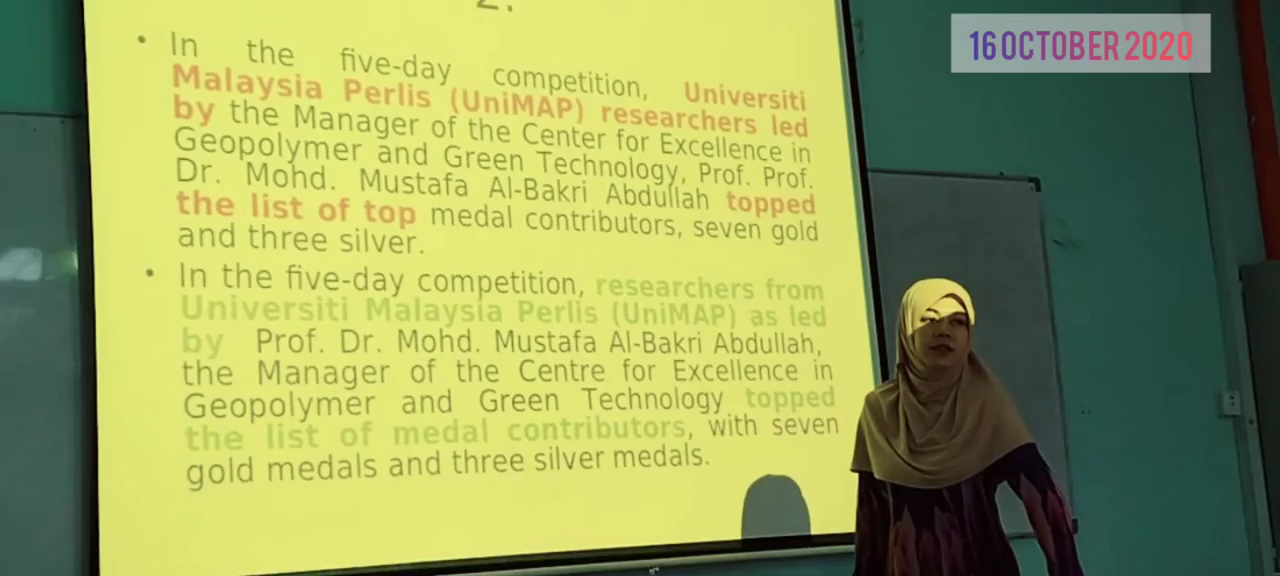 2.
16 OCTOBER 2020
• In the five-day competition, Universiti
Malaysia Perlis (UniMAP) researchers led
by the Manager of the Center for Excellence in
Geopolymer and Green Technology, Prof. Prof.
Dr. Mohd. Mustafa Al-Bakri Abdullah topped
the list of top medal contributors, seven gold
and three silver.
• In the five-day competition, researchers from
Universiti Malaysia Perlis (UniMAP) as led
by Prof. Dr. Mohd. Mustafa Al-Bakri Abdullah,
the Manager of the Centre for Excellence in
Geopolymer and Green Technology topped
the list of medal contributors, with seven
gold medals and three silver medals.